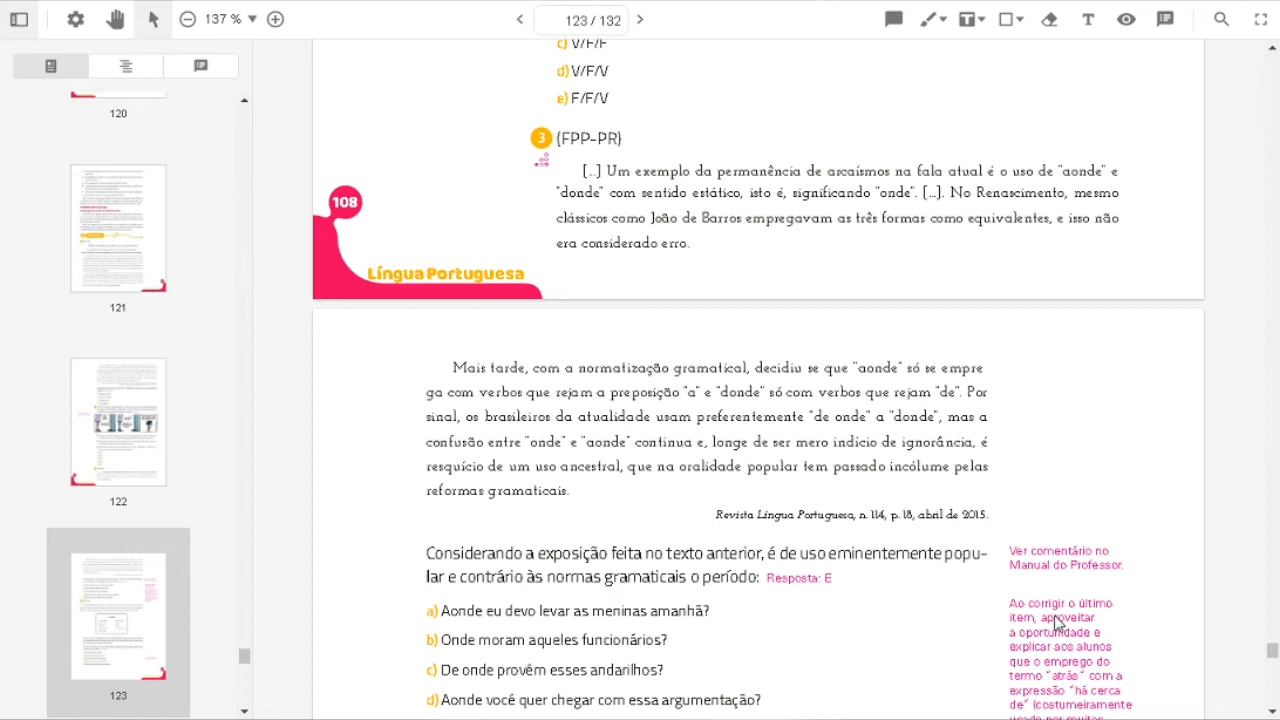 137 %
123 / 132
120
121
122
123
c) V/F/F
d) V/F/V
e) F/F/V
3 (FPP-PR)
[...] Um exemplo da permanência de arcaísmos na fala atual é o uso de "aonde" e
"donde" com sentido estático, isto é, significando "onde". [...]. No Renascimento, mesmo
clássicos como João de Barros empregavam as três formas como equivalentes, e isso não
era considerado erro.
108
Língua Portuguesa
Mais tarde, com a normatização gramatical, decidiu-se que "aonde" só se empre
ga com verbos que rejam a preposição "a" e "donde" só com verbos que rejam "de". Por
sinal, os brasileiros da atualidade usam preferentemente "de onde" a "donde", mas a
confusão entre "onde" e "aonde" continua e, longe de ser mero indício de ignorância, é
resquício de um uso ancestral, que na oralidade popular tem passado incólume pelas
reformas gramaticais.
Revista Língua Portuguesa, n. 114, p. 18, abril de 2015.
Considerando a exposição feita no texto anterior, é de uso eminentemente popu-
lar e contrário às normas gramaticais o período: Resposta: E
a) Aonde eu devo levar as meninas amanhã?
b) Onde moram aqueles funcionários?
c) De onde provêm esses andarilhos?
d) Aonde você quer chegar com essa argumentação?
Ver comentário no
Manual do Professor.
Ao corrigir o último
item, aproveitar
a oportunidade e
explicar aos alunos
que o emprego do
termo "atrás" com a
expressão "há cerca
de" (costumeiramente
usado por muitas